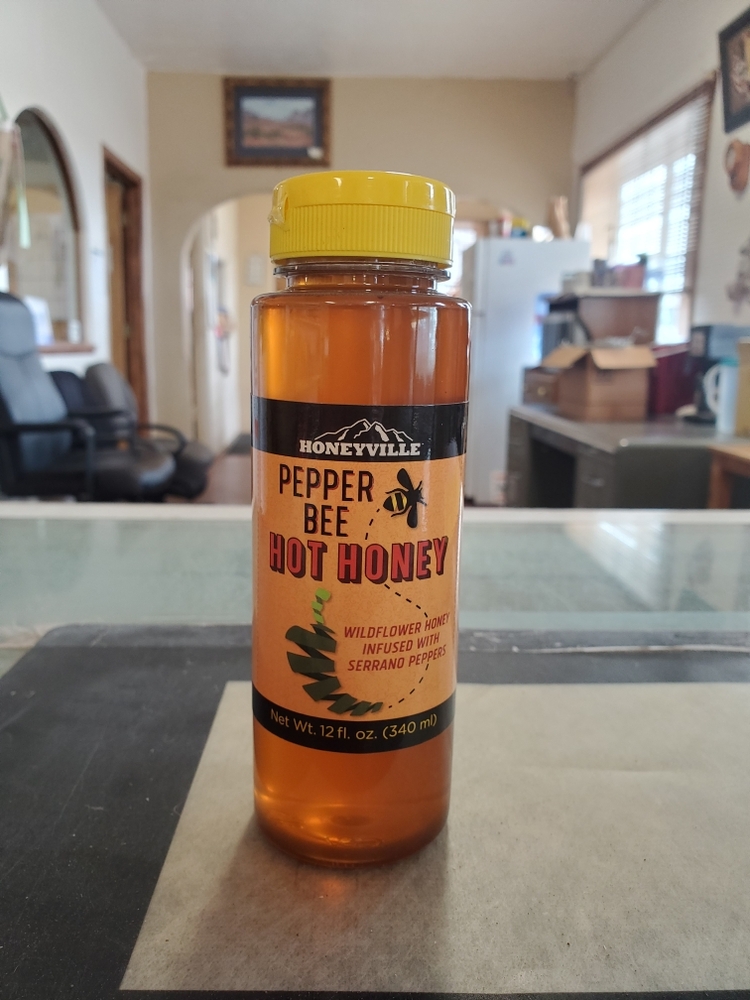 HONEYVILLE
PEPPER
BEE
HOT HONEY
WILDFLOWER HONEY
INFUSED WITH
SERRANO PEPPERS
Net Wt. 12 fl. oz. (340 ml)